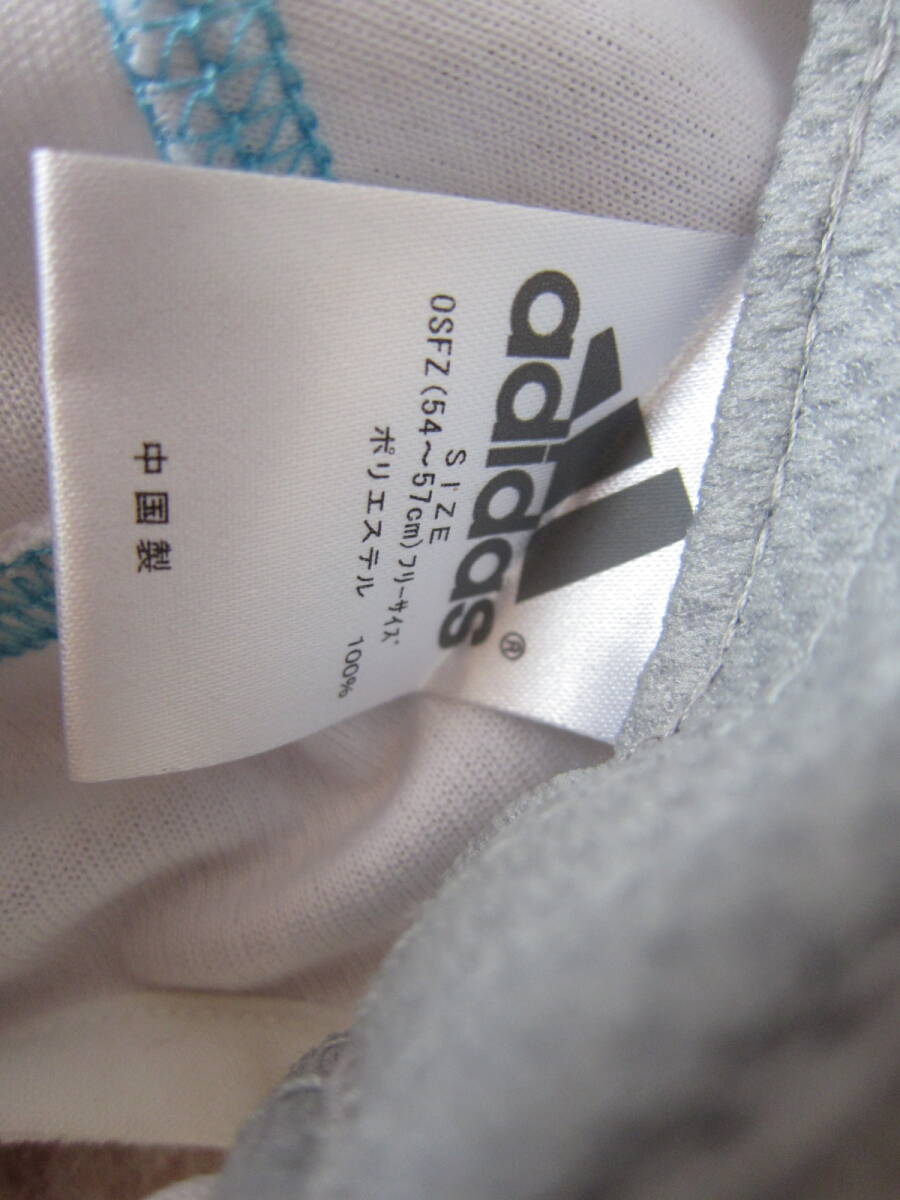 adidas®
SIZE
OSFZ(54～57cm)フリーサイズ
ポリエステル 100%
中国製